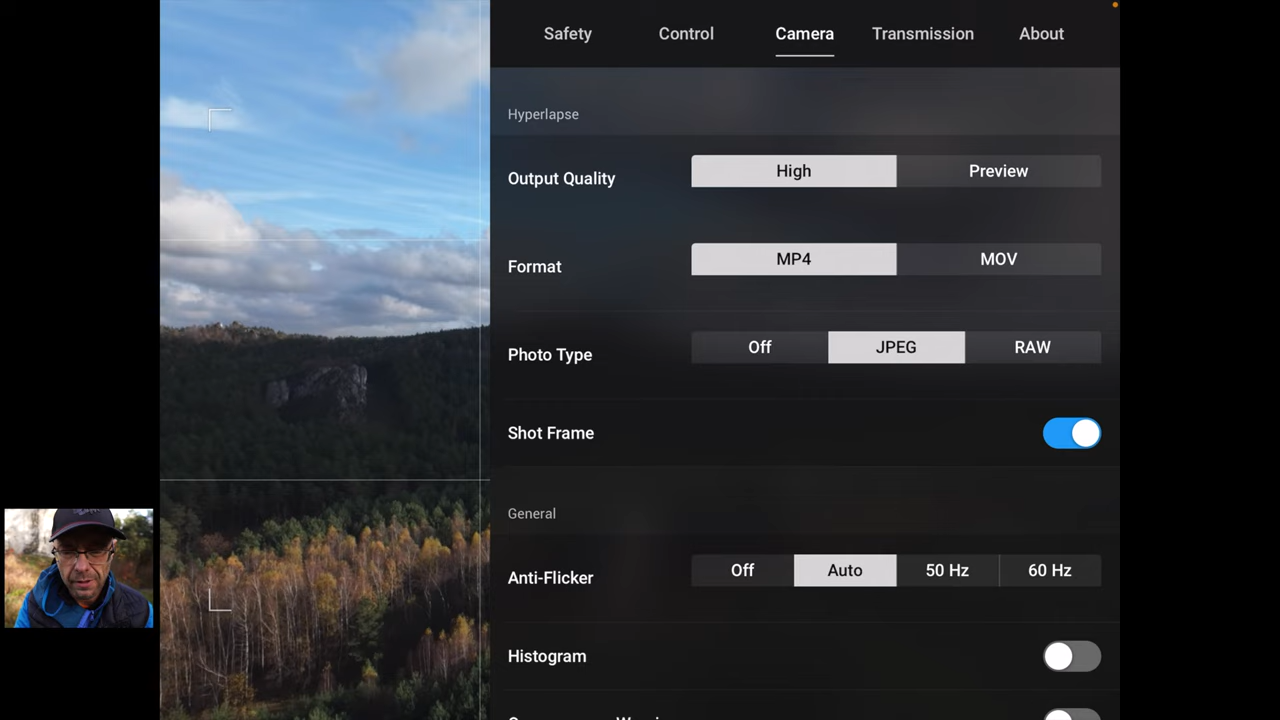 Safety Control Camera Transmission About
Hyperlapse
Output Quality High Preview
Format MP4 MOV
Photo Type Off JPEG RAW
Shot Frame
General
Anti-Flicker Off Auto 50 Hz 60 Hz
Histogram